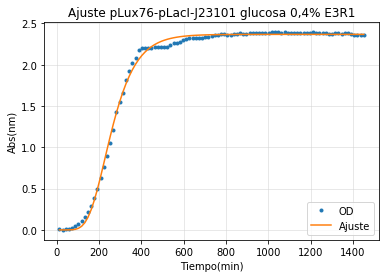 Ajuste pLux76-pLacI-J23101 glucosa 0,4% E3R1
Abs(nm)
2.5
2.0
1.5
1.0
0.5
0.0
OD
Ajuste
0 200 400 600 800 1000 1200 1400
Tiempo(min)